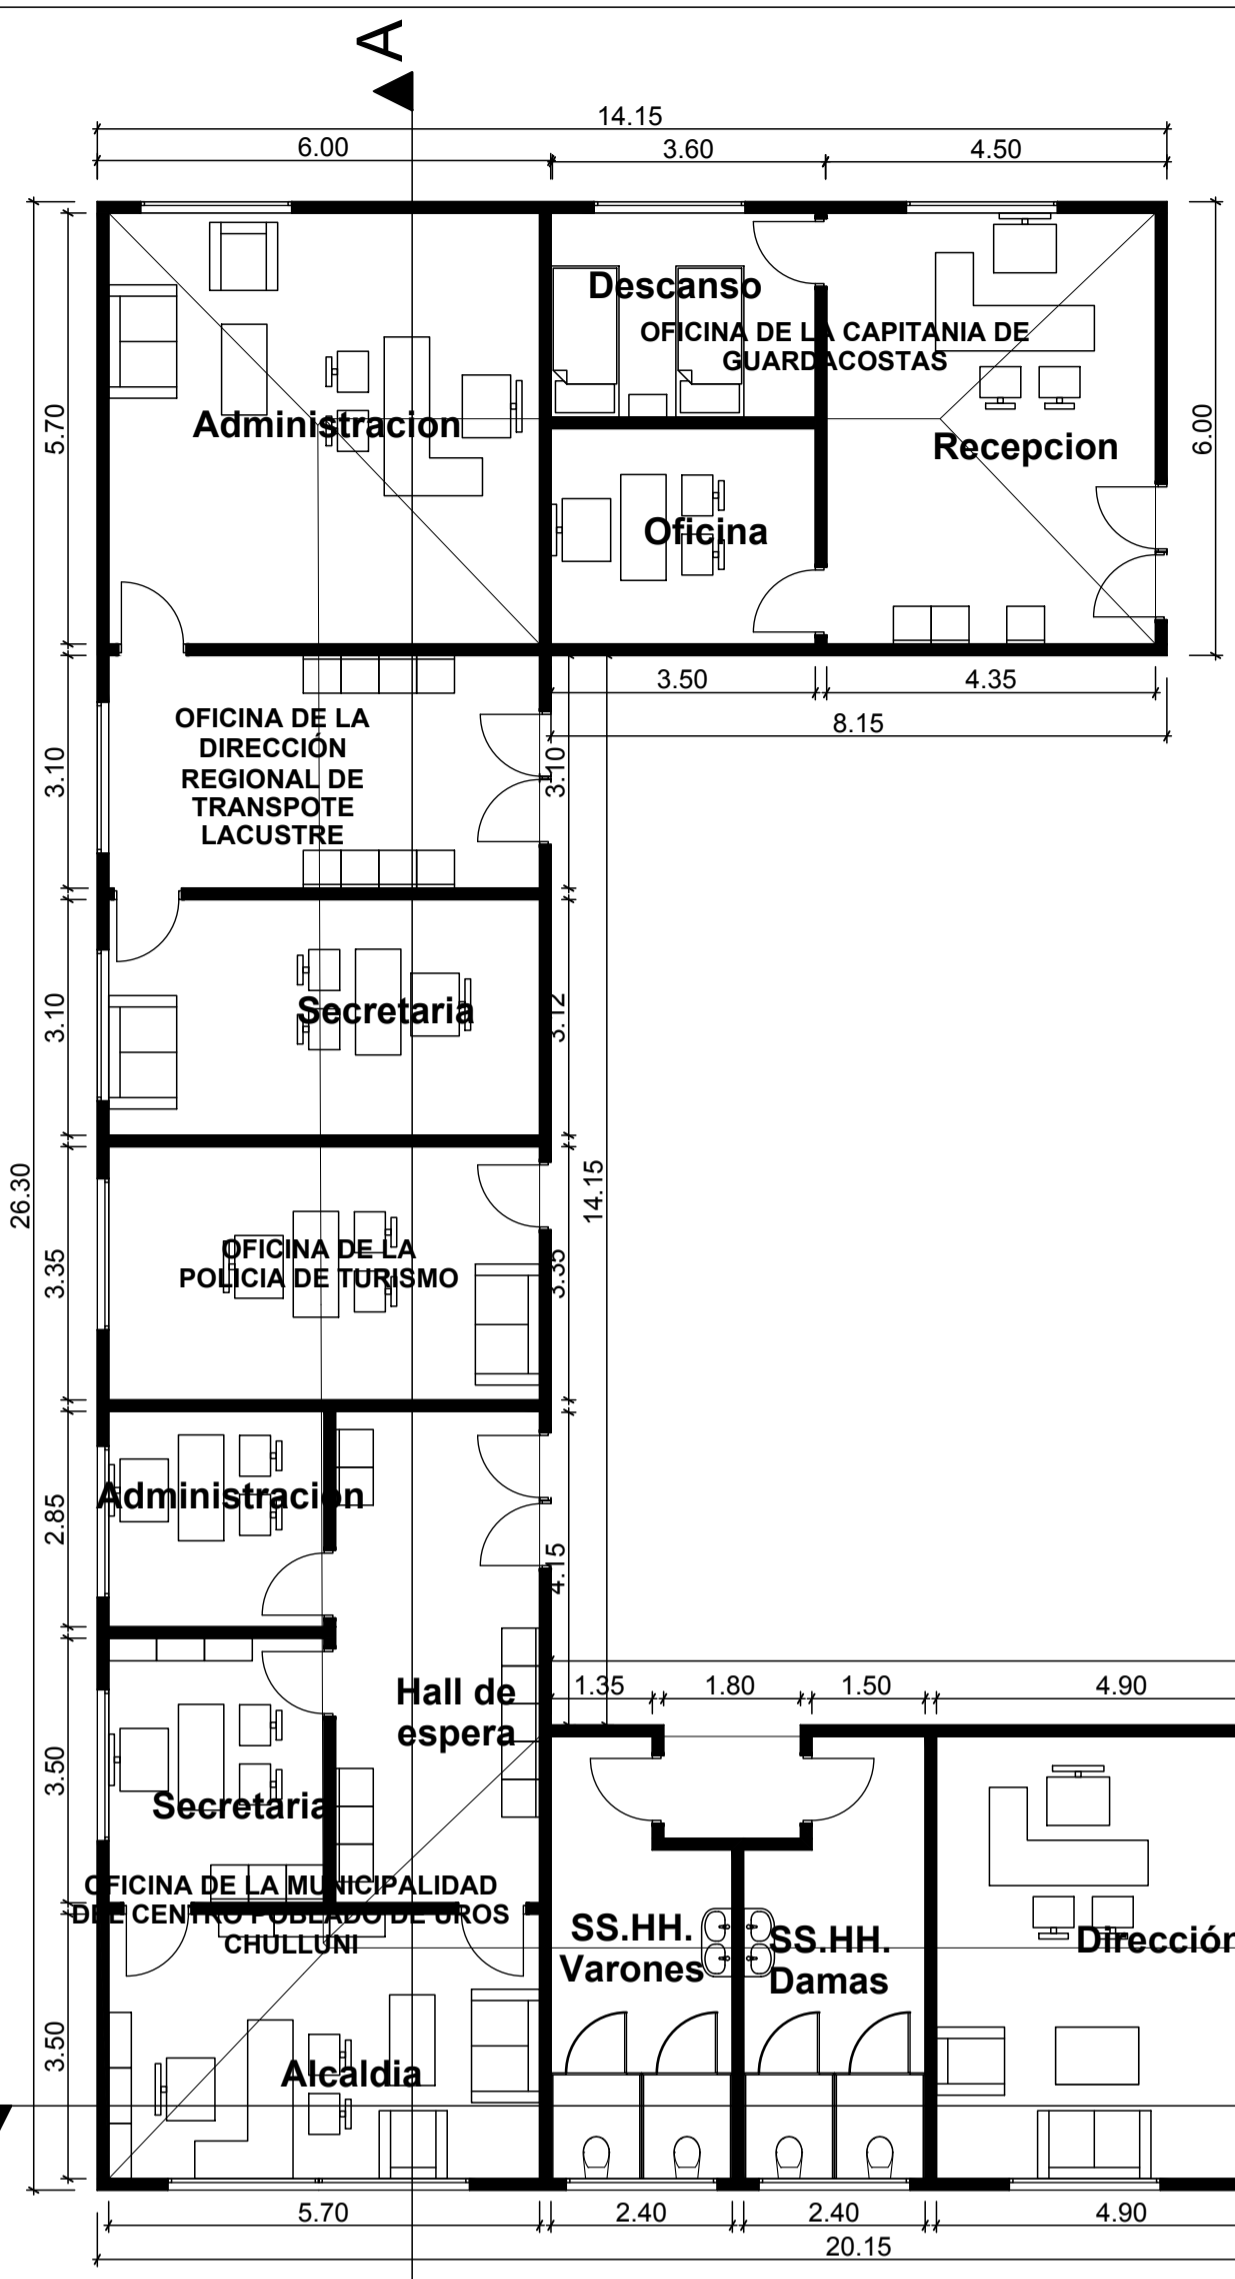 A
14.15
6.00
3.60
4.50
Descanso
OFICINA DE LA CAPITANIA DE
GUARDACOSTAS
Administracion
Recepcion
5.70
6.00
Oficina
3.50
4.35
8.15
OFICINA DE LA
DIRECCIÓN
REGIONAL DE
TRANSPOTE
LACUSTRE
3.10
3.10
Secretaria
3.10
3.12
26.30
14.15
OFICINA DE LA
POLICIA DE TURISMO
3.35
3.35
Administracion
2.85
4.15
Hall de
espera
1.35
1.80
1.50
4.90
3.50
Secretaria
OFICINA DE LA MUNICIPALIDAD
DEL CENTRO POBLADO DE UROS
CHULLUNI
SS.HH.
Varones
SS.HH.
Damas
Dirección
3.50
Alcaldia
5.70
2.40
2.40
4.90
20.15